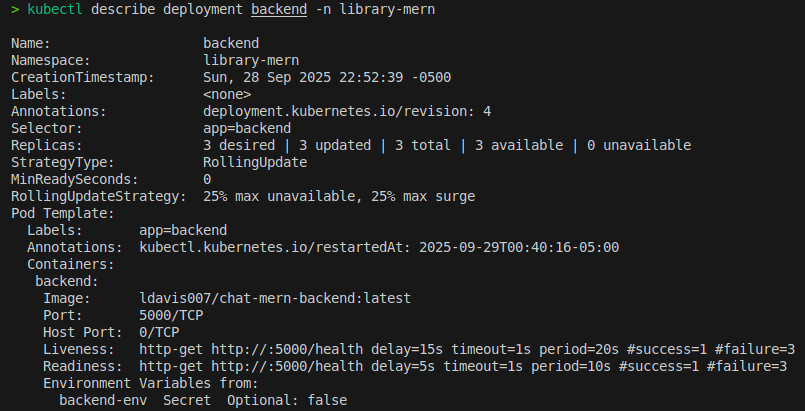 > kubectl describe deployment backend -n library-mern
Name: backend
Namespace: library-mern
CreationTimestamp: Sun, 28 Sep 2025 22:52:39 -0500
Labels: <none>
Annotations: deployment.kubernetes.io/revision: 4
Selector: app=backend
Replicas: 3 desired | 3 updated | 3 total | 3 available | 0 unavailable
StrategyType: RollingUpdate
MinReadySeconds: 0
RollingUpdateStrategy: 25% max unavailable, 25% max surge
Pod Template:
Labels: app=backend
Annotations: kubectl.kubernetes.io/restartedAt: 2025-09-29T00:40:16-05:00
Containers:
backend:
Image: ldavis007/chat-mern-backend:latest
Port: 5000/TCP
Host Port: 0/TCP
Liveness: http-get http://:5000/health delay=15s timeout=1s period=20s #success=1 #failure=3
Readiness: http-get http://:5000/health delay=5s timeout=1s period=10s #success=1 #failure=3
Environment Variables from:
backend-env Secret Optional: false